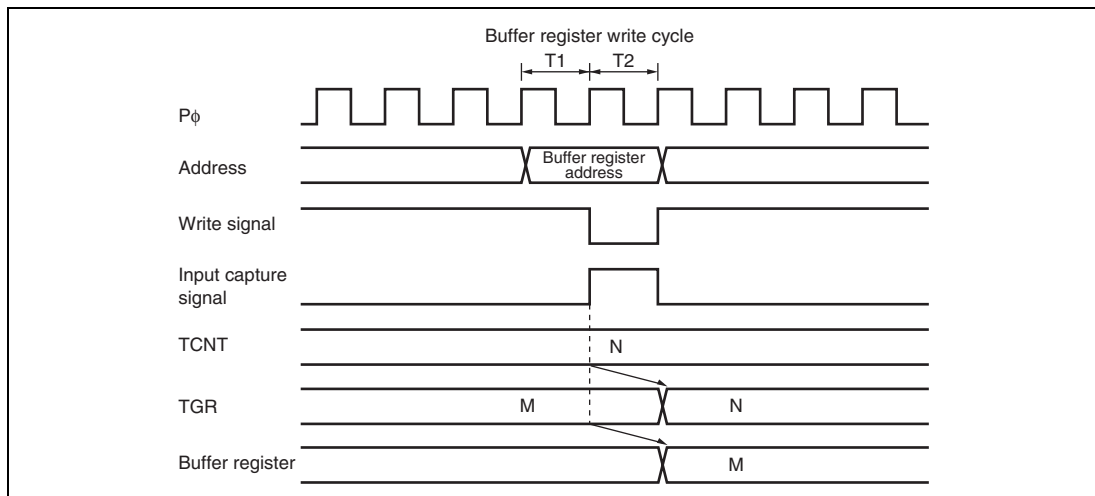 Buffer register write cycle
T1 T2
Pϕ
Address
Buffer register
address
Write signal
Input capture
signal
TCNT
N
TGR
M N
Buffer register
M